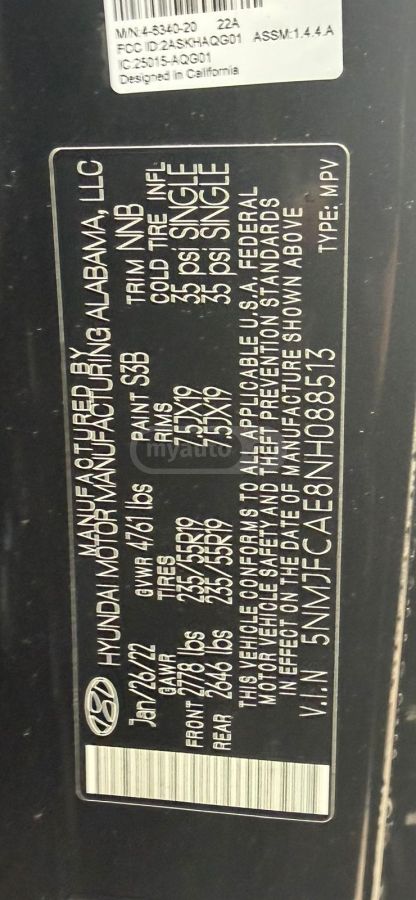 M/N:4-6340-20 22A
FCC ID:2ASKHAQG01 ASSM:1.4.4.A
IC:25015-AQG01
Designed in California
MANUFACTURED BY
HYUNDAI MOTOR MANUFACTURING ALABAMA, LLC
Jan/26/22 GVWR 4761 lbs PAINT S3B TRIM NNB
GAWR TIRES RIMS COLD TIRE INFL
FRONT 2778 lbs 235/55R19 7.5JX19 35 psi SINGLE
REAR 2646 lbs 235/55R19 7.5JX19 35 psi SINGLE
THIS VEHICLE CONFORMS TO ALL APPLICABLE U.S.A. FEDERAL
MOTOR VEHICLE SAFETY AND THEFT PREVENTION STANDARDS
IN EFFECT ON THE DATE OF MANUFACTURE SHOWN ABOVE
V.I.N 5NMJFCAE8NH088513 TYPE: MPV
myauto